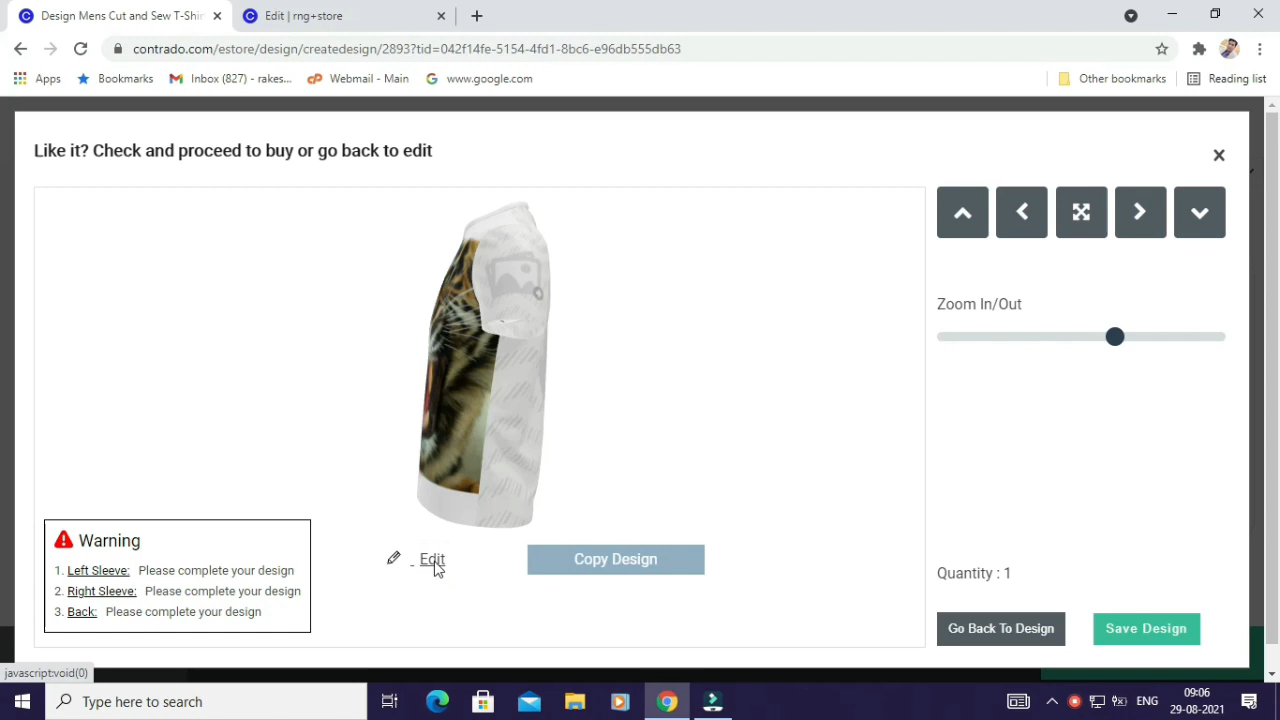 Design Mens Cut and Sew T-Shir
Edit | rng+store
contrado.com/estore/design/createdesign/2893?tid=042f14fe-5154-4fd1-8bc6-e96db555db63
Apps
Bookmarks
Inbox (827) - rakes...
Webmail - Main
www.google.com
Other bookmarks
Reading list
Like it? Check and proceed to buy or go back to edit
Zoom In/Out
Warning
1. Left Sleeve: Please complete your design
2. Right Sleeve: Please complete your design
3. Back: Please complete your design
Edit
Copy Design
Quantity : 1
Go Back To Design
Save Design
javascript:void(0)
Type here to search
ENG
09:06
29-08-2021